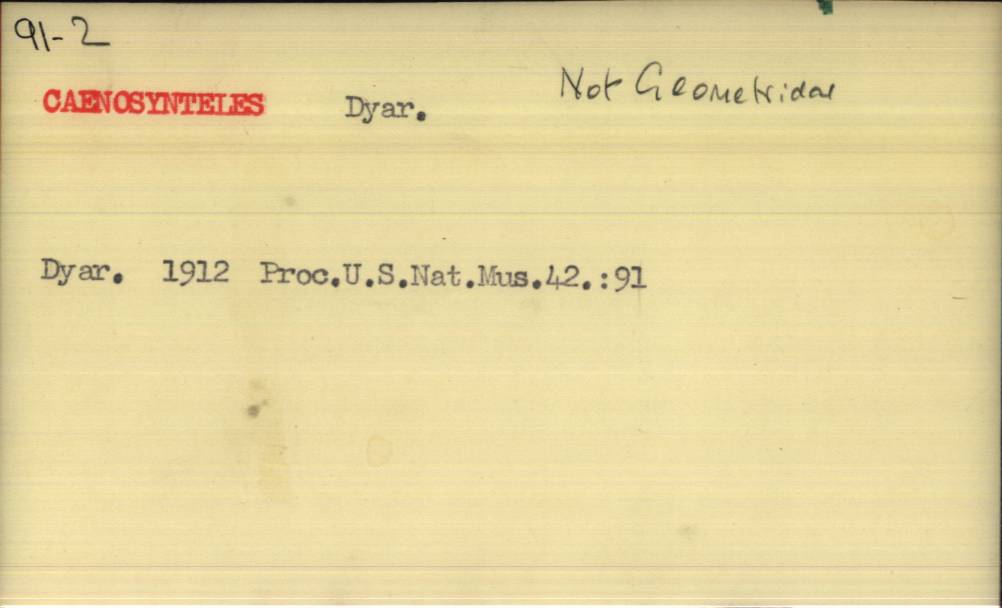 91-2
CAENOSYNTELES Dyar. Not Geometridae
Dyar. 1912 Proc.U.S.Nat.Mus.42.:91